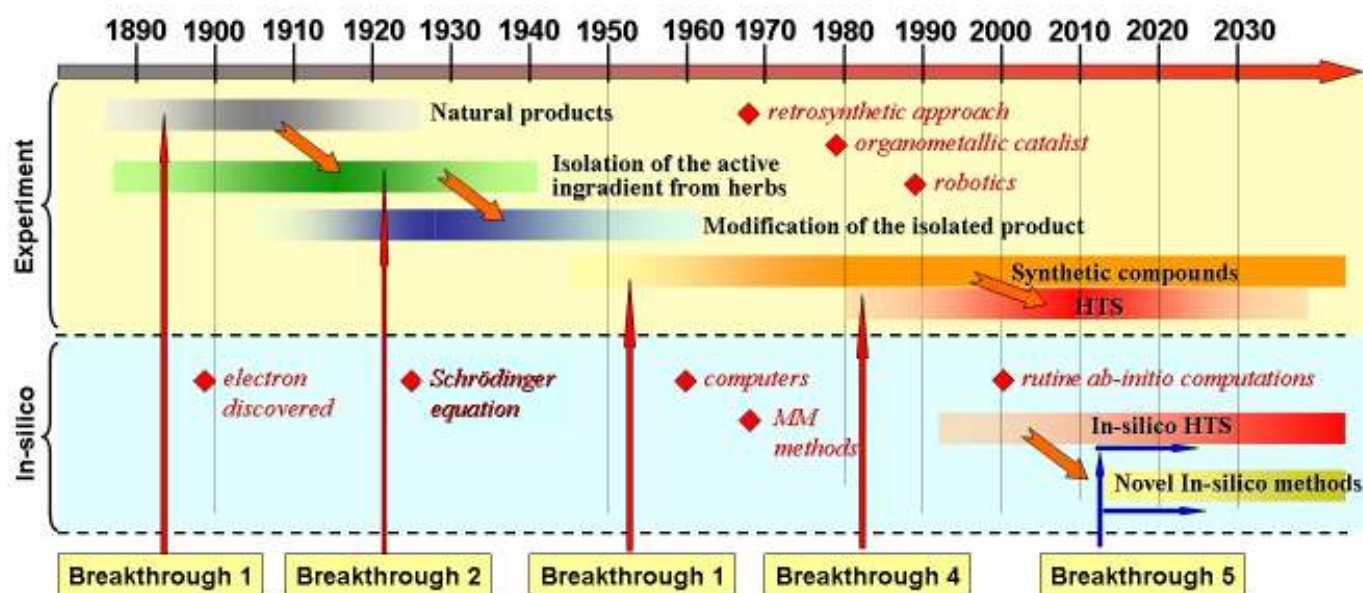 1890 1900 1910 1920 1930 1940 1950 1960 1970 1980 1990 2000 2010 2020 2030
Experiment
Natural products
retrosynthetic approach
organometallic catalist
Isolation of the active
ingradient from herbs
robotics
Modification of the isolated product
Synthetic compounds
HTS
In-silico
electron
discovered
Schrödinger
equation
computers
MM
methods
rutine ab-initio computations
In-silico HTS
Novel In-silico methods
Breakthrough 1
Breakthrough 2
Breakthrough 1
Breakthrough 4
Breakthrough 5